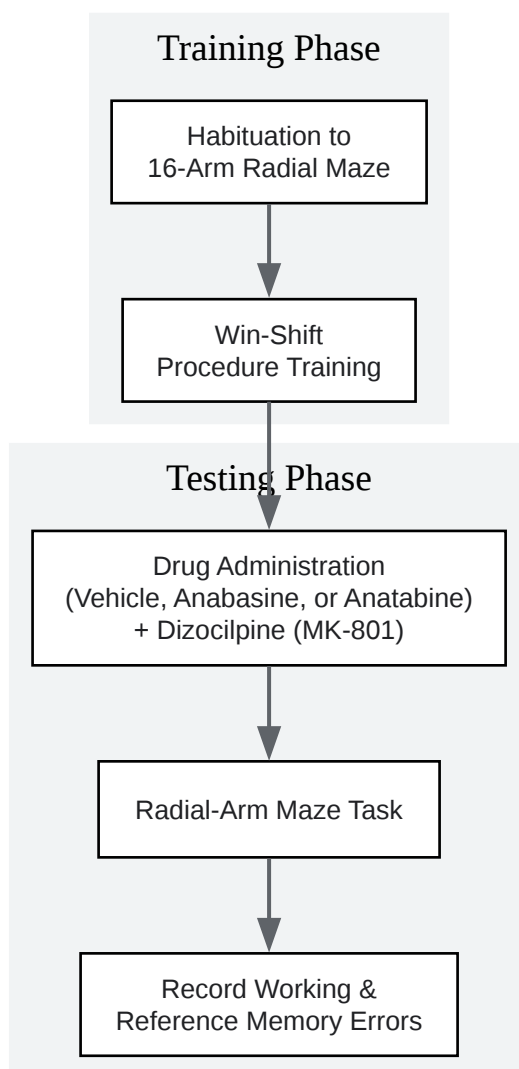 Training Phase
Habituation to
16-Arm Radial Maze
Win-Shift
Procedure Training
Testing Phase
Drug Administration
(Vehicle, Anabasine, or Anatabine)
+ Dizocilpine (MK-801)
Radial-Arm Maze Task
Record Working &
Reference Memory Errors